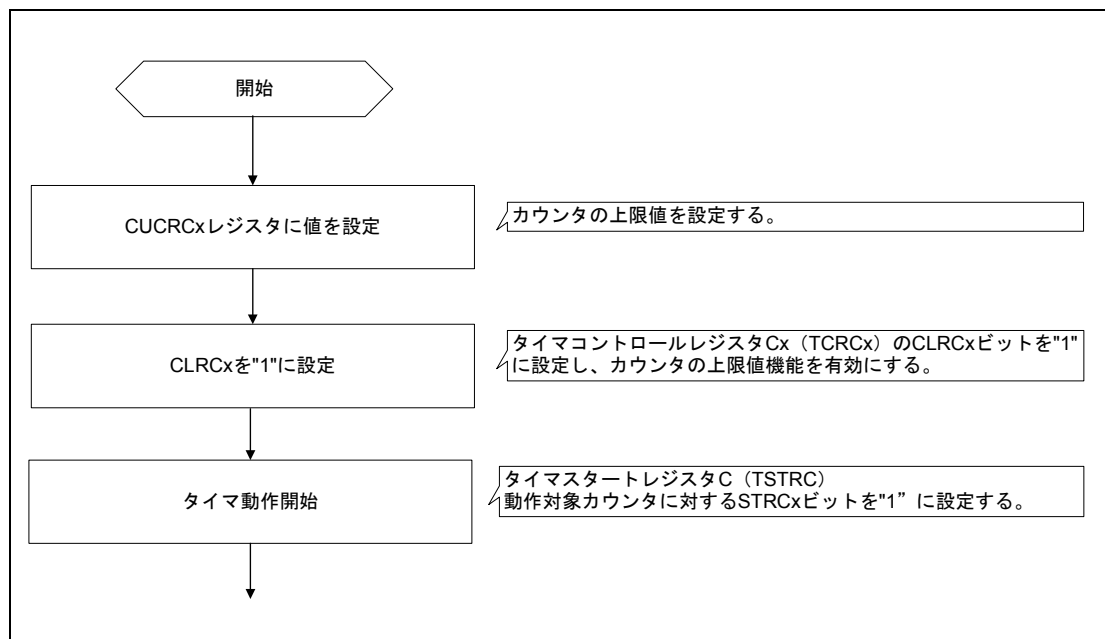 開始
CUCRCxレジスタに値を設定
カウンタの上限値を設定する。
CLRCxを"1"に設定
タイマコントロールレジスタCx（TCRCx）のCLRCxビットを"1"
に設定し、カウンタの上限値機能を有効にする。
タイマ動作開始
タイマスタートレジスタC（TSTRC）
動作対象カウンタに対するSTRCxビットを"1”に設定する。